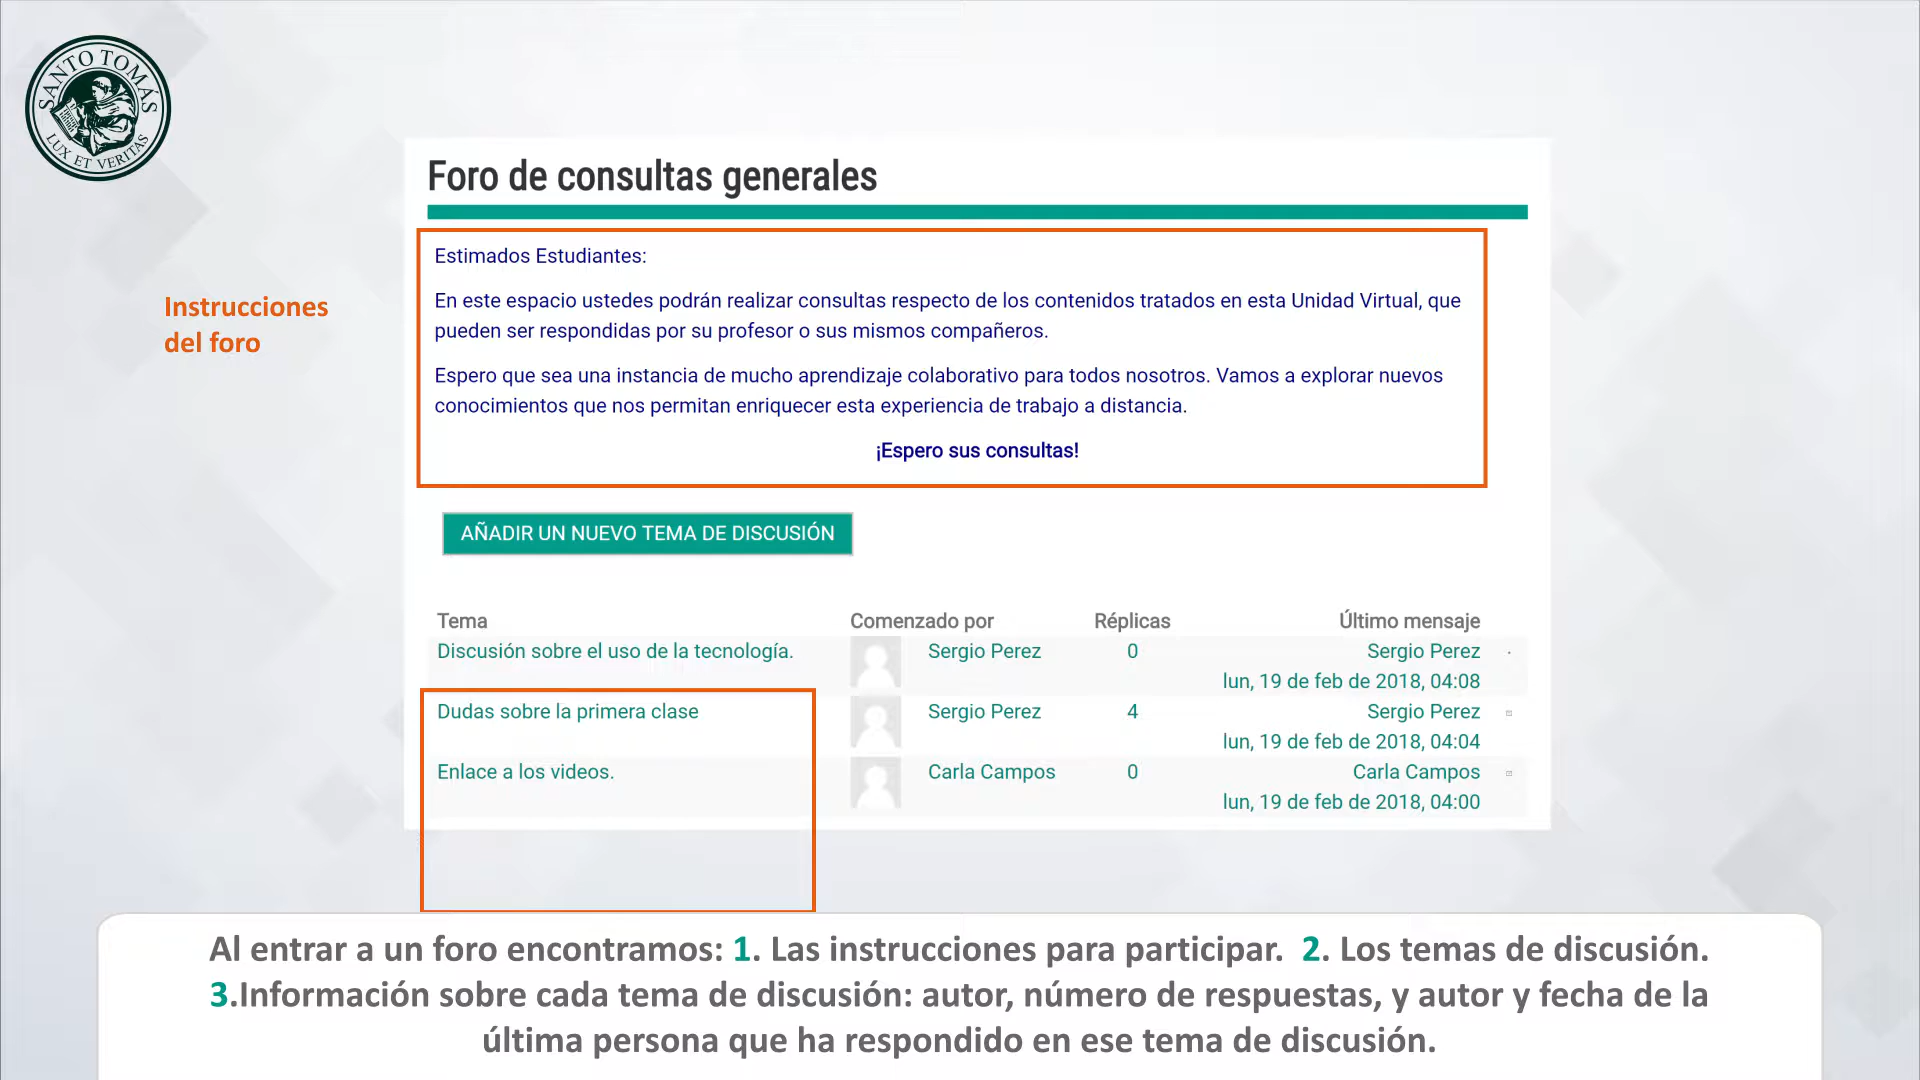 SANTO TOMÁS
LUX ET VERITAS
Foro de consultas generales
Instrucciones
del foro
Estimados Estudiantes:
En este espacio ustedes podrán realizar consultas respecto de los contenidos tratados en esta Unidad Virtual, que
pueden ser respondidas por su profesor o sus mismos compañeros.
Espero que sea una instancia de mucho aprendizaje colaborativo para todos nosotros. Vamos a explorar nuevos
conocimientos que nos permitan enriquecer esta experiencia de trabajo a distancia.
¡Espero sus consultas!
AÑADIR UN NUEVO TEMA DE DISCUSIÓN
Tema Comenzado por Réplicas Último mensaje
Discusión sobre el uso de la tecnología. Sergio Perez 0 Sergio Perez
lun, 19 de feb de 2018, 04:08
Dudas sobre la primera clase Sergio Perez 4 Sergio Perez
lun, 19 de feb de 2018, 04:04
Enlace a los videos. Carla Campos 0 Carla Campos
lun, 19 de feb de 2018, 04:00
Al entrar a un foro encontramos: 1. Las instrucciones para participar. 2. Los temas de discusión.
3.Información sobre cada tema de discusión: autor, número de respuestas, y autor y fecha de la
última persona que ha respondido en ese tema de discusión.